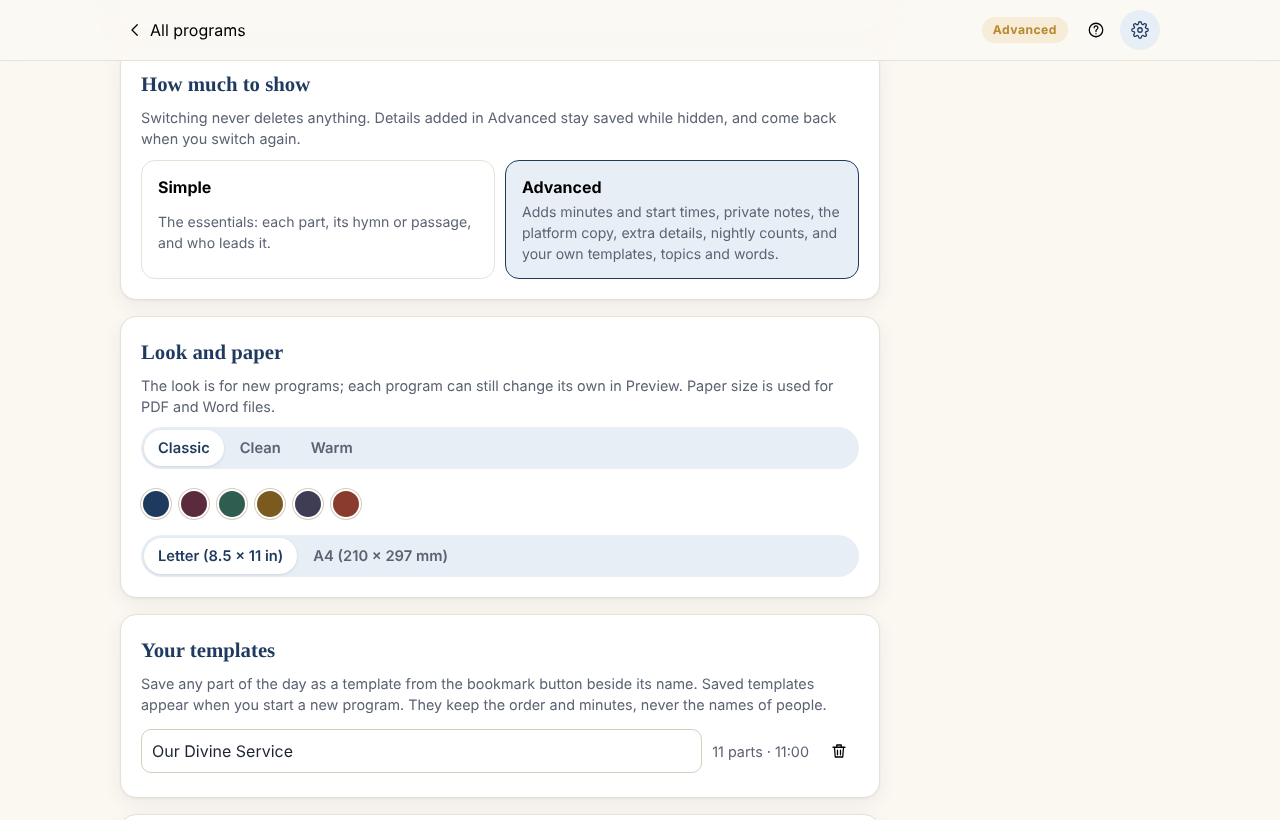 All programs
Advanced
How much to show
Switching never deletes anything. Details added in Advanced stay saved while hidden, and come back
when you switch again.
Simple
The essentials: each part, its hymn or passage,
and who leads it.
Advanced
Adds minutes and start times, private notes, the
platform copy, extra details, nightly counts, and
your own templates, topics and words.
Look and paper
The look is for new programs; each program can still change its own in Preview. Paper size is used for
PDF and Word files.
Classic Clean Warm
Letter (8.5 × 11 in) A4 (210 × 297 mm)
Your templates
Save any part of the day as a template from the bookmark button beside its name. Saved templates
appear when you start a new program. They keep the order and minutes, never the names of people.
Our Divine Service 11 parts · 11:00